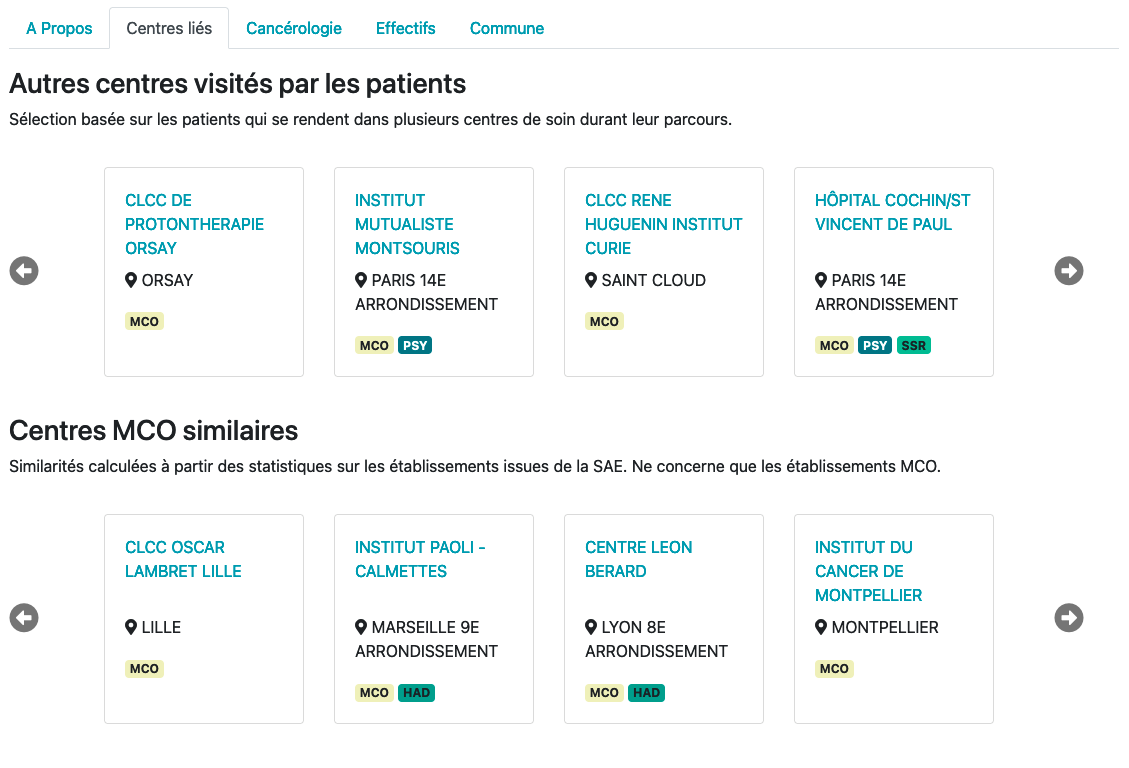 A Propos Centres liés Cancérologie Effectifs Commune
Autres centres visités par les patients
Sélection basée sur les patients qui se rendent dans plusieurs centres de soin durant leur parcours.
CLCC DE
PROTONTHERAPIE
ORSAY
ORSAY
MCO
INSTITUT
MUTUALISTE
MONTSOURIS
PARIS 14E
ARRONDISSEMENT
MCO PSY
CLCC RENE
HUGUENIN INSTITUT
CURIE
SAINT CLOUD
MCO
HÔPITAL COCHIN/ST
VINCENT DE PAUL
PARIS 14E
ARRONDISSEMENT
MCO PSY SSR
Centres MCO similaires
Similarités calculées à partir des statistiques sur les établissements issues de la SAE. Ne concerne que les établissements MCO.
CLCC OSCAR
LAMBRET LILLE
LILLE
MCO
INSTITUT PAOLI -
CALMETTES
MARSEILLE 9E
ARRONDISSEMENT
MCO HAD
CENTRE LEON
BERARD
LYON 8E
ARRONDISSEMENT
MCO HAD
INSTITUT DU
CANCER DE
MONTPELLIER
MONTPELLIER
MCO